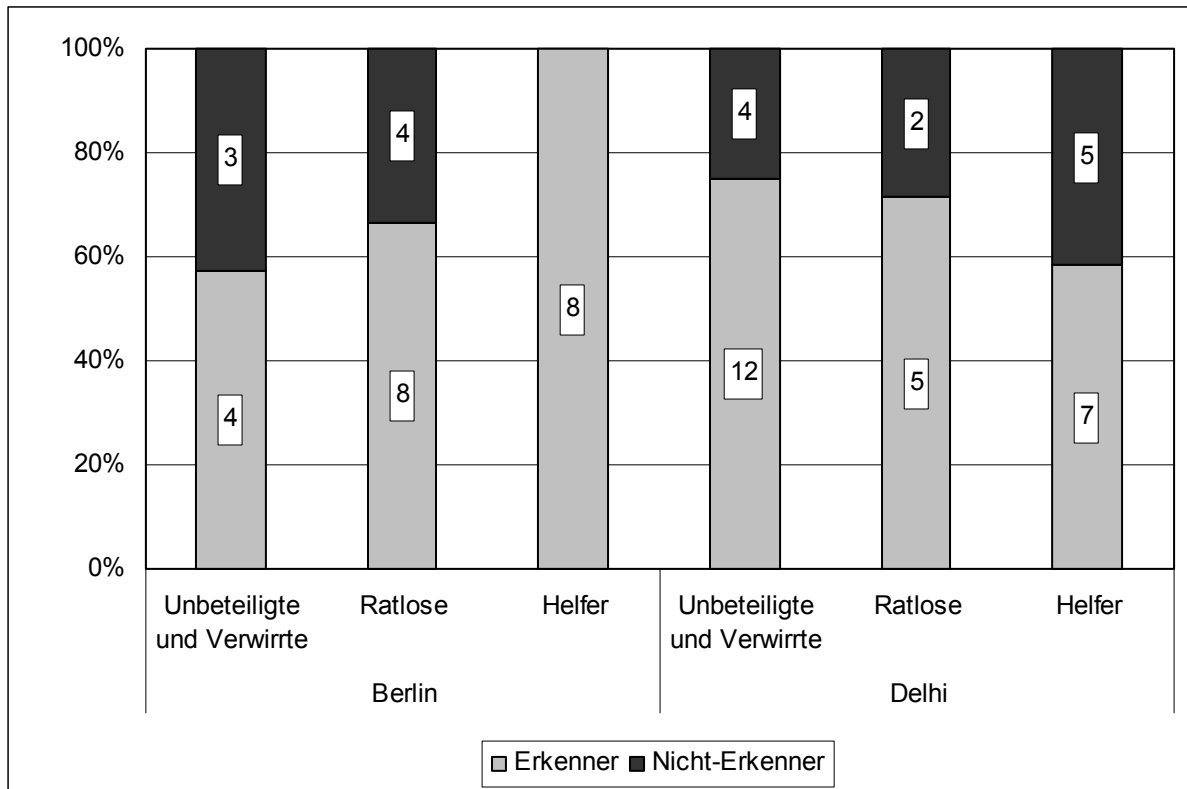 100%
80%
60%
40%
20%
0%
3
4
4
8
8
4
12
2
5
5
7
Unbeteiligte
und Verwirrte
Ratlose
Helfer
Unbeteiligte
und Verwirrte
Ratlose
Helfer
Berlin
Delhi
Erkenner Nicht-Erkenner